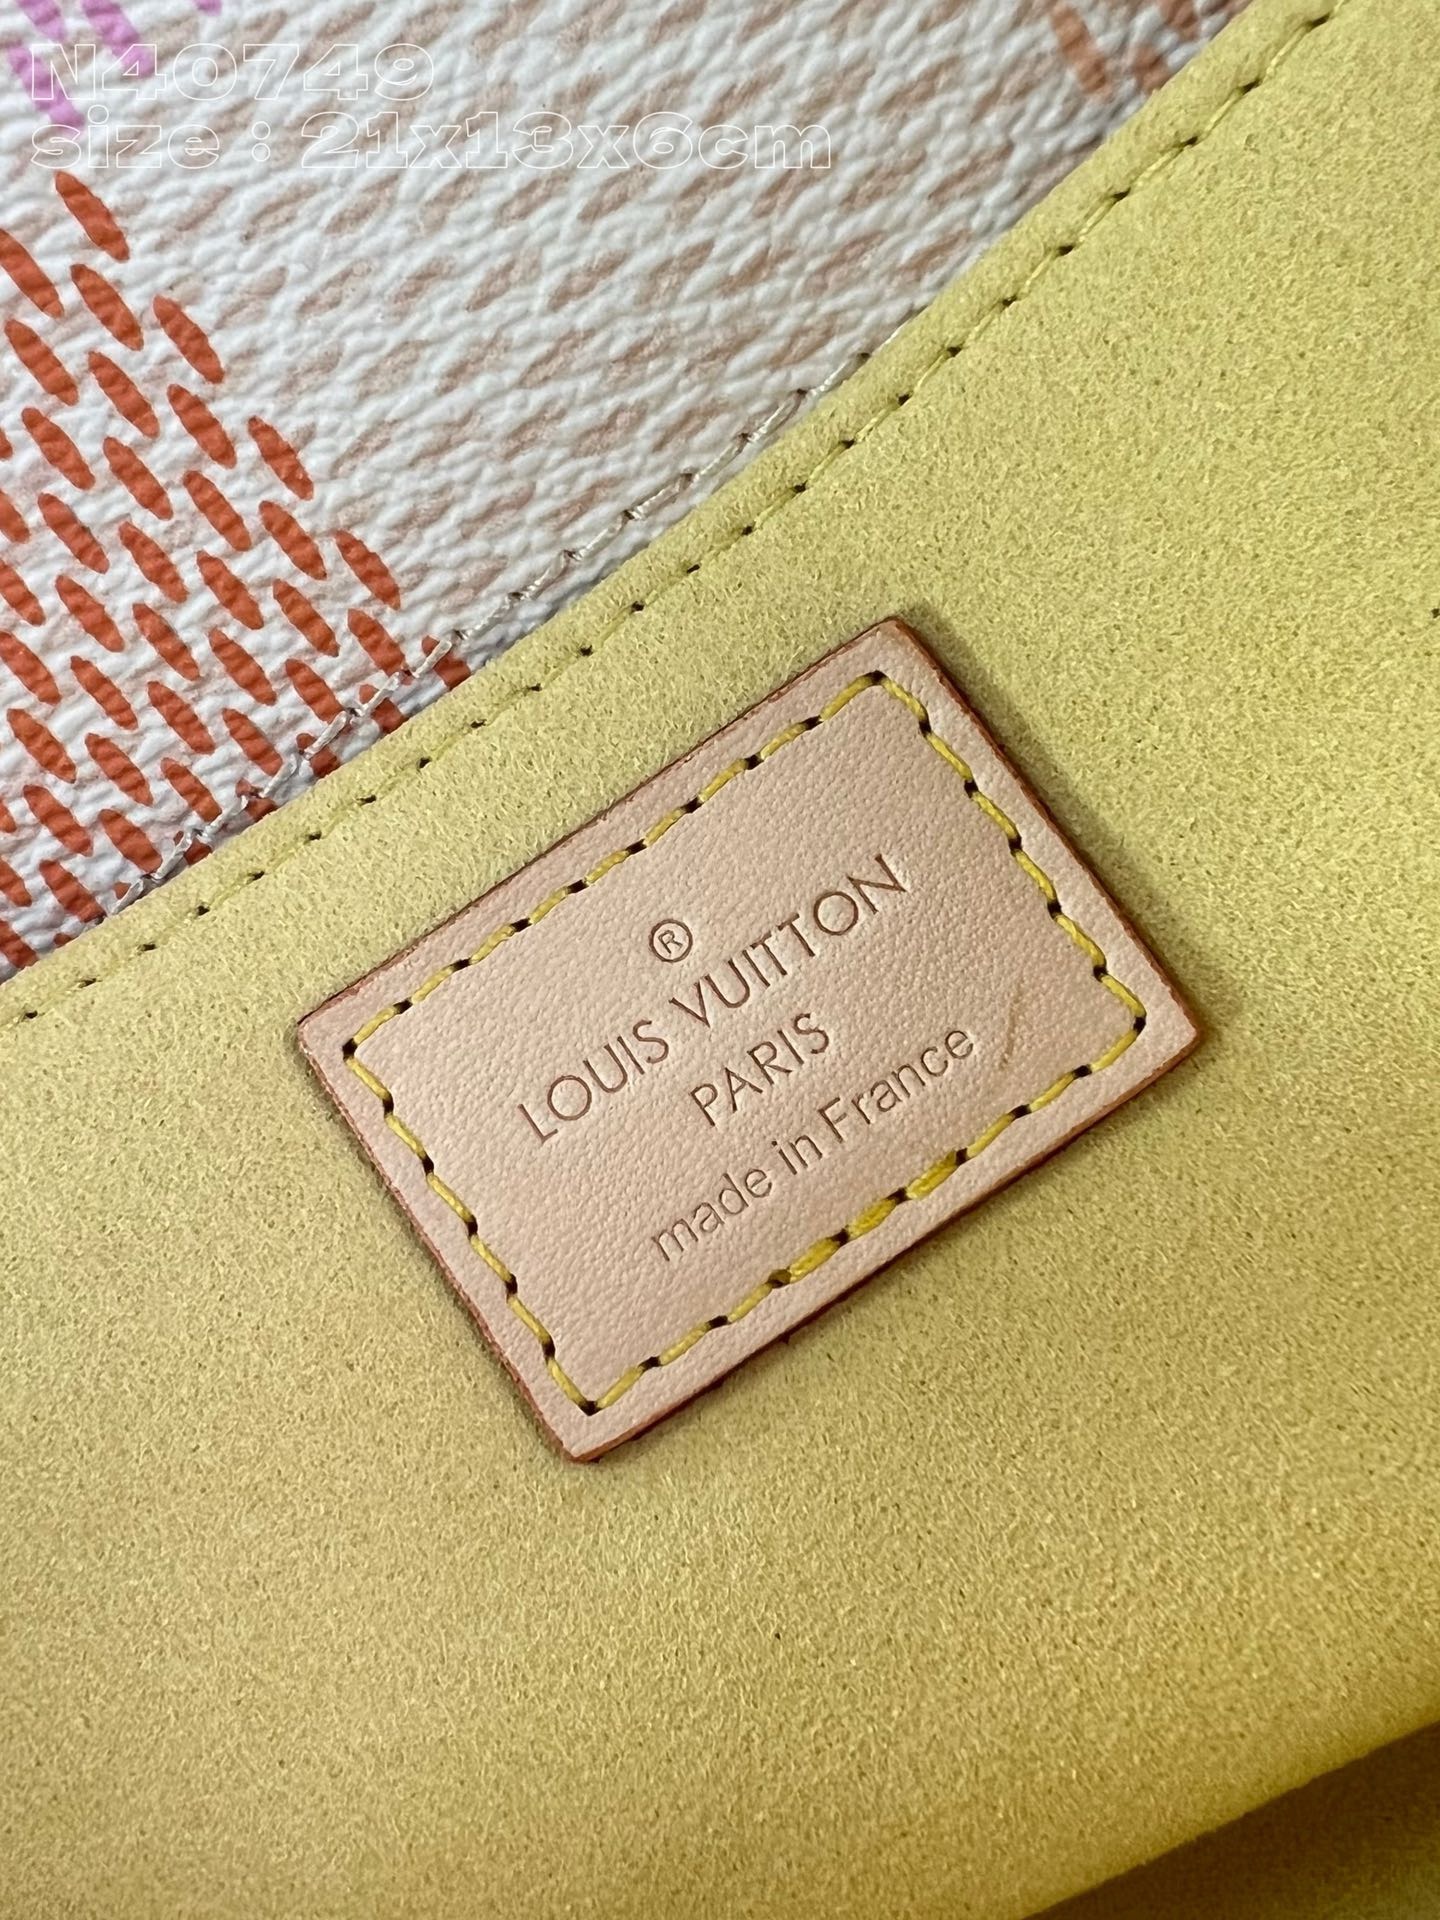 N40749
size : 21x13x6cm
®
LOUIS VUITTON
PARIS
made in France